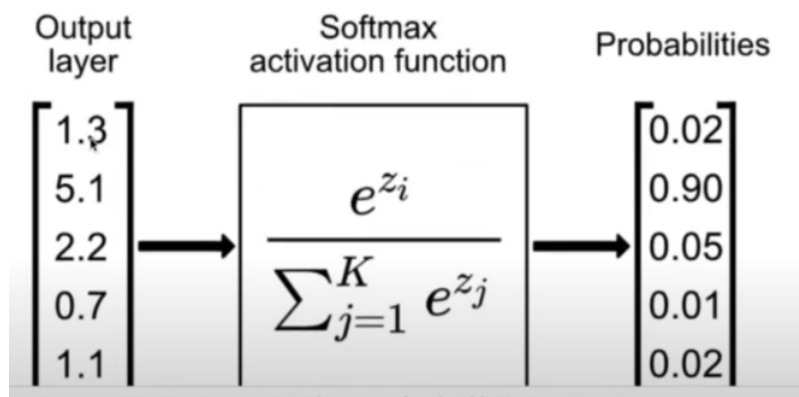 Output
layer
Softmax
activation function
Probabilities
1.3
5.1
2.2
0.7
1.1
e^{z_i}
∑_{j=1}^{K} e^{z_j}
0.02
0.90
0.05
0.01
0.02